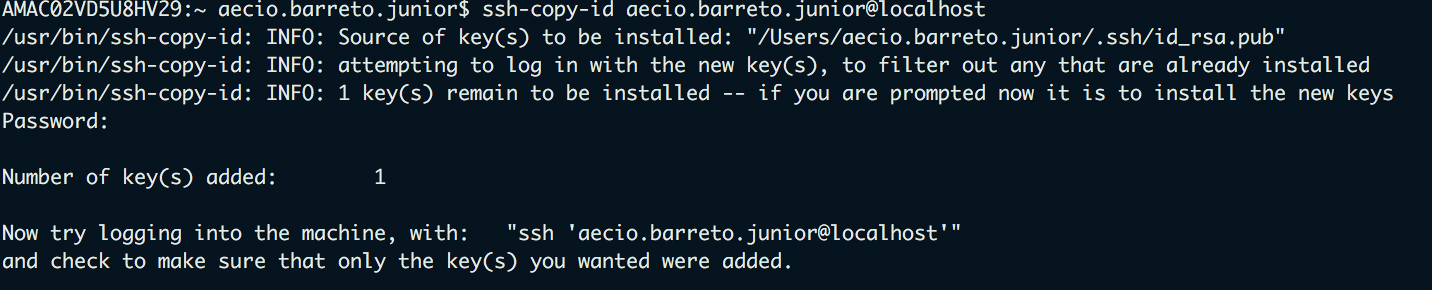 AMAC02VD5U8HV29:~ aecio.barreto.junior$ ssh-copy-id aecio.barreto.junior@localhost
/usr/bin/ssh-copy-id: INFO: Source of key(s) to be installed: "/Users/aecio.barreto.junior/.ssh/id_rsa.pub"
/usr/bin/ssh-copy-id: INFO: attempting to log in with the new key(s), to filter out any that are already installed
/usr/bin/ssh-copy-id: INFO: 1 key(s) remain to be installed -- if you are prompted now it is to install the new keys
Password:
Number of key(s) added:        1
Now try logging into the machine, with:   "ssh 'aecio.barreto.junior@localhost'"
and check to make sure that only the key(s) you wanted were added.